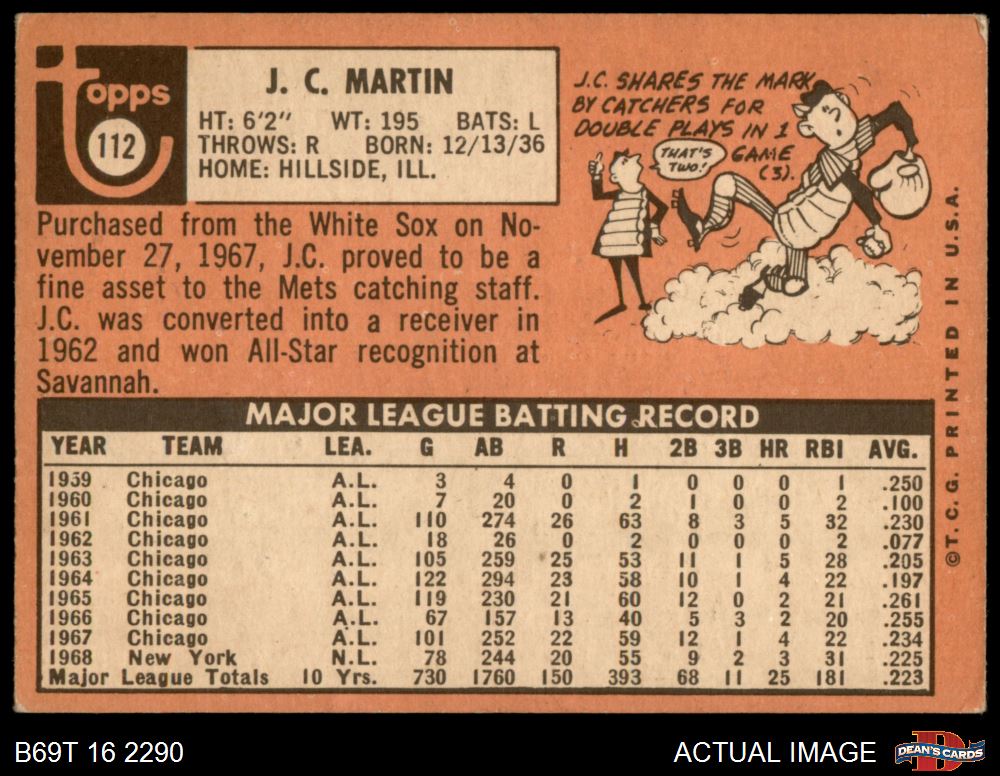 topps
112
J. C. MARTIN
HT: 6'2" WT: 195 BATS: L
THROWS: R BORN: 12/13/36
HOME: HILLSIDE, ILL.
Purchased from the White Sox on No-
vember 27, 1967, J.C. proved to be a
fine asset to the Mets catching staff.
J.C. was converted into a receiver in
1962 and won All-Star recognition at
Savannah.
J.C. SHARES THE MARK
BY CATCHERS FOR
DOUBLE PLAYS IN 1
GAME
(3).
THAT'S
TWO!
MAJOR LEAGUE BATTING RECORD
YEAR TEAM LEA. G AB R H 2B 3B HR RBI AVG.
1959 Chicago A.L. 3 4 0 1 0 0 0 1 .250
1960 Chicago A.L. 7 20 0 2 1 0 0 2 .100
1961 Chicago A.L. 110 274 26 63 8 3 5 32 .230
1962 Chicago A.L. 18 26 0 2 0 0 0 2 .077
1963 Chicago A.L. 105 259 25 53 11 1 5 28 .205
1964 Chicago A.L. 122 294 23 58 10 1 4 22 .197
1965 Chicago A.L. 119 230 21 60 12 0 2 21 .261
1966 Chicago A.L. 67 157 13 40 5 3 2 20 .255
1967 Chicago A.L. 101 252 22 59 12 1 4 22 .234
1968 New York N.L. 78 244 20 55 9 2 3 31 .225
Major League Totals 10 Yrs. 730 1760 150 393 68 11 25 181 .223
©T. C. G. PRINTED IN U.S.A.
B69T 16 2290
ACTUAL IMAGE
DEAN'S CARDS